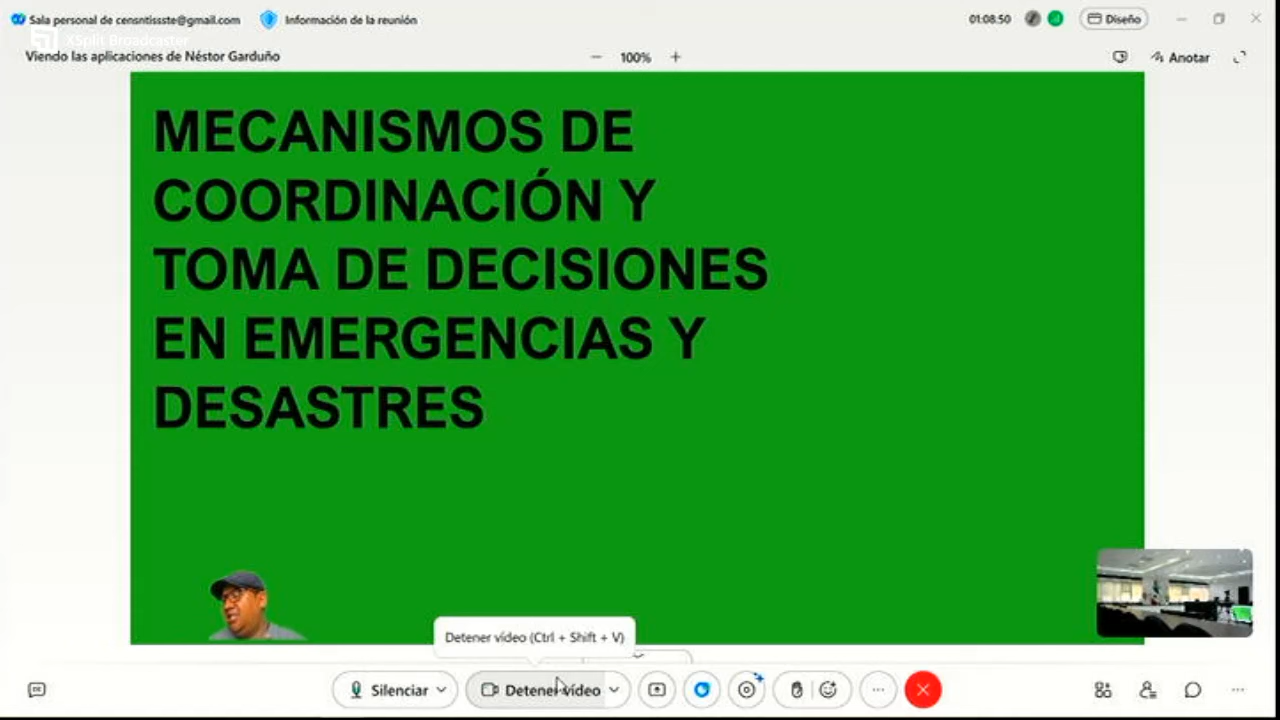 Sala personal de censntissste@gmail.com
Información de la reunión
01:08:50
Diseño
XSplit Broadcaster
Viendo las aplicaciones de Néstor Garduño
100%
Anotar
MECANISMOS DE
COORDINACIÓN Y
TOMA DE DECISIONES
EN EMERGENCIAS Y
DESASTRES
Detener vídeo (Ctrl + Shift + V)
Silenciar
Detener vídeo